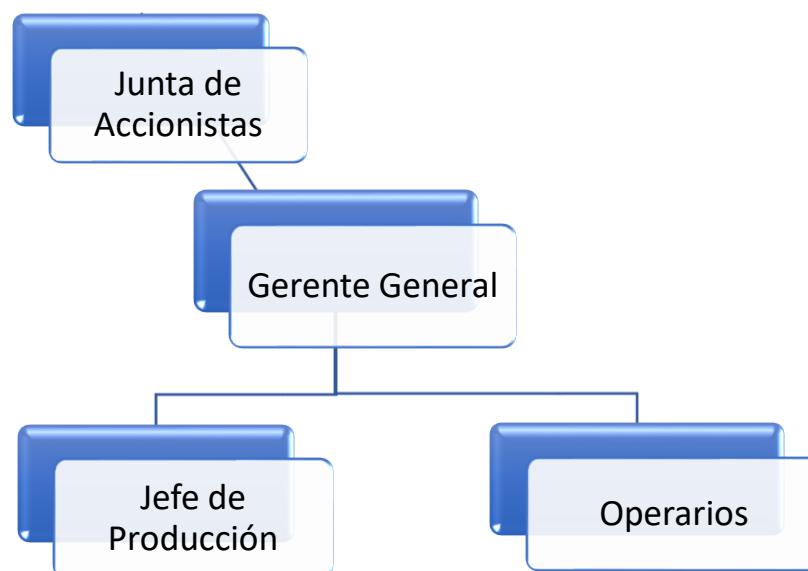 Junta de
Accionistas
Gerente General
Jefe de
Producción
Operarios